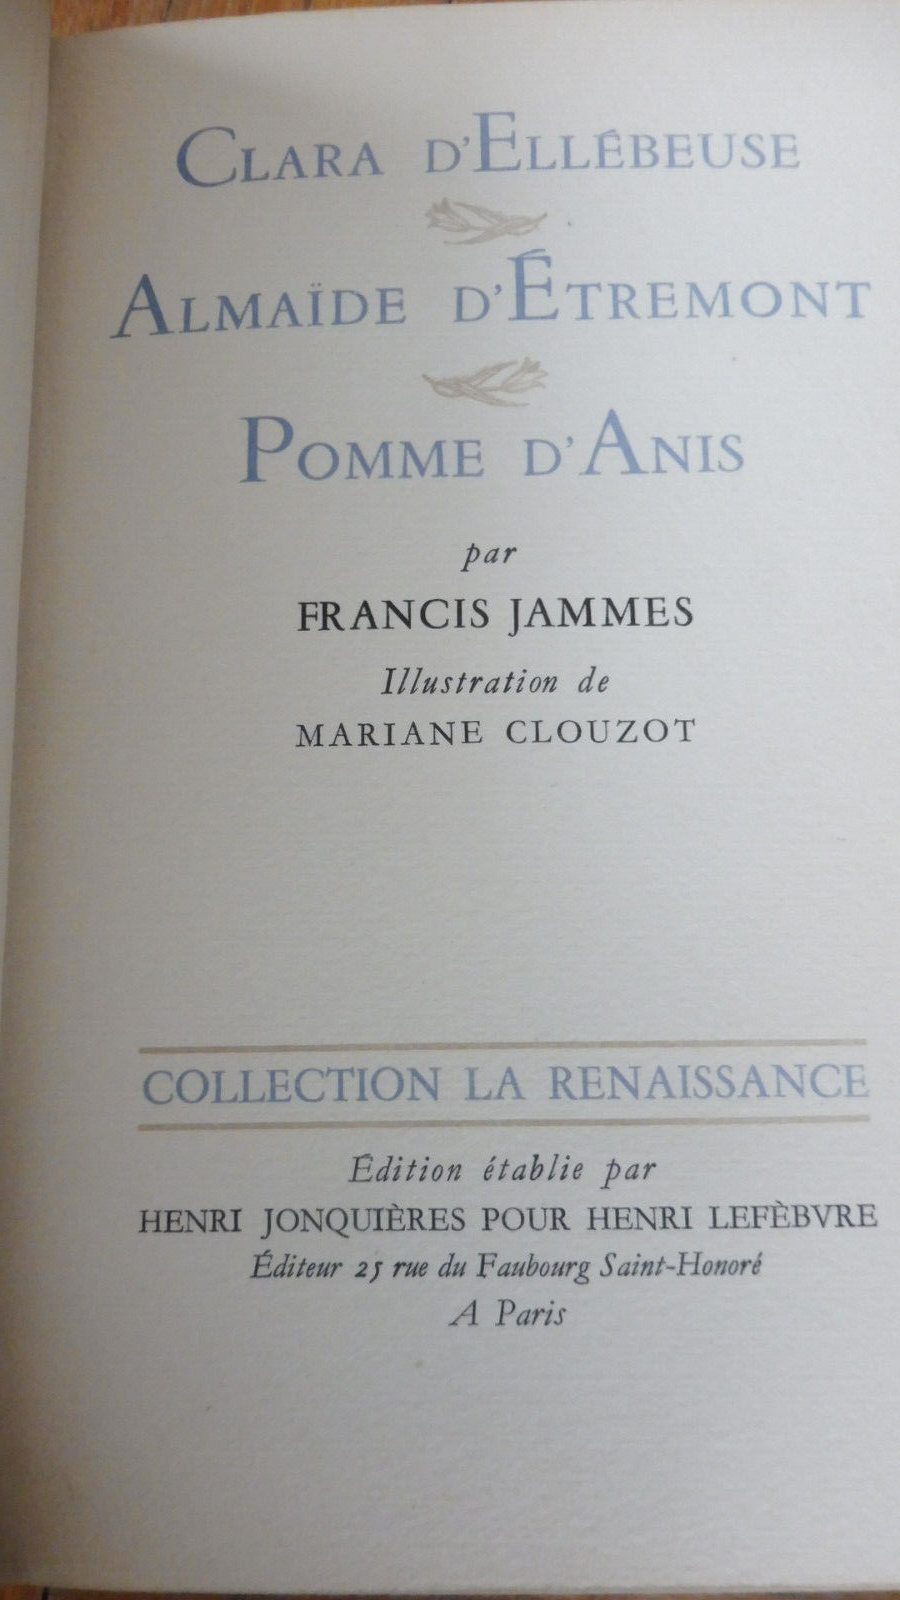 CLARA D'ELLÉBEUSE
ALMAÏDE D'ÉTREMONT
POMME D'ANIS
par
FRANCIS JAMMES
Illustration de
MARIANE CLOUZOT
COLLECTION LA RENAISSANCE
Édition établie par
HENRI JONQUIÈRES POUR HENRI LEFÈBVRE
Éditeur 25 rue du Faubourg Saint-Honoré
A Paris